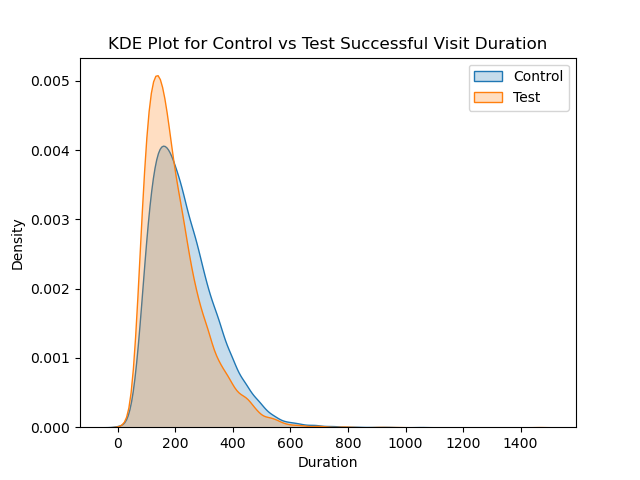 KDE Plot for Control vs Test Successful Visit Duration
Control
Test
Density
0.005
0.004
0.003
0.002
0.001
0.000
0 200 400 600 800 1000 1200 1400
Duration